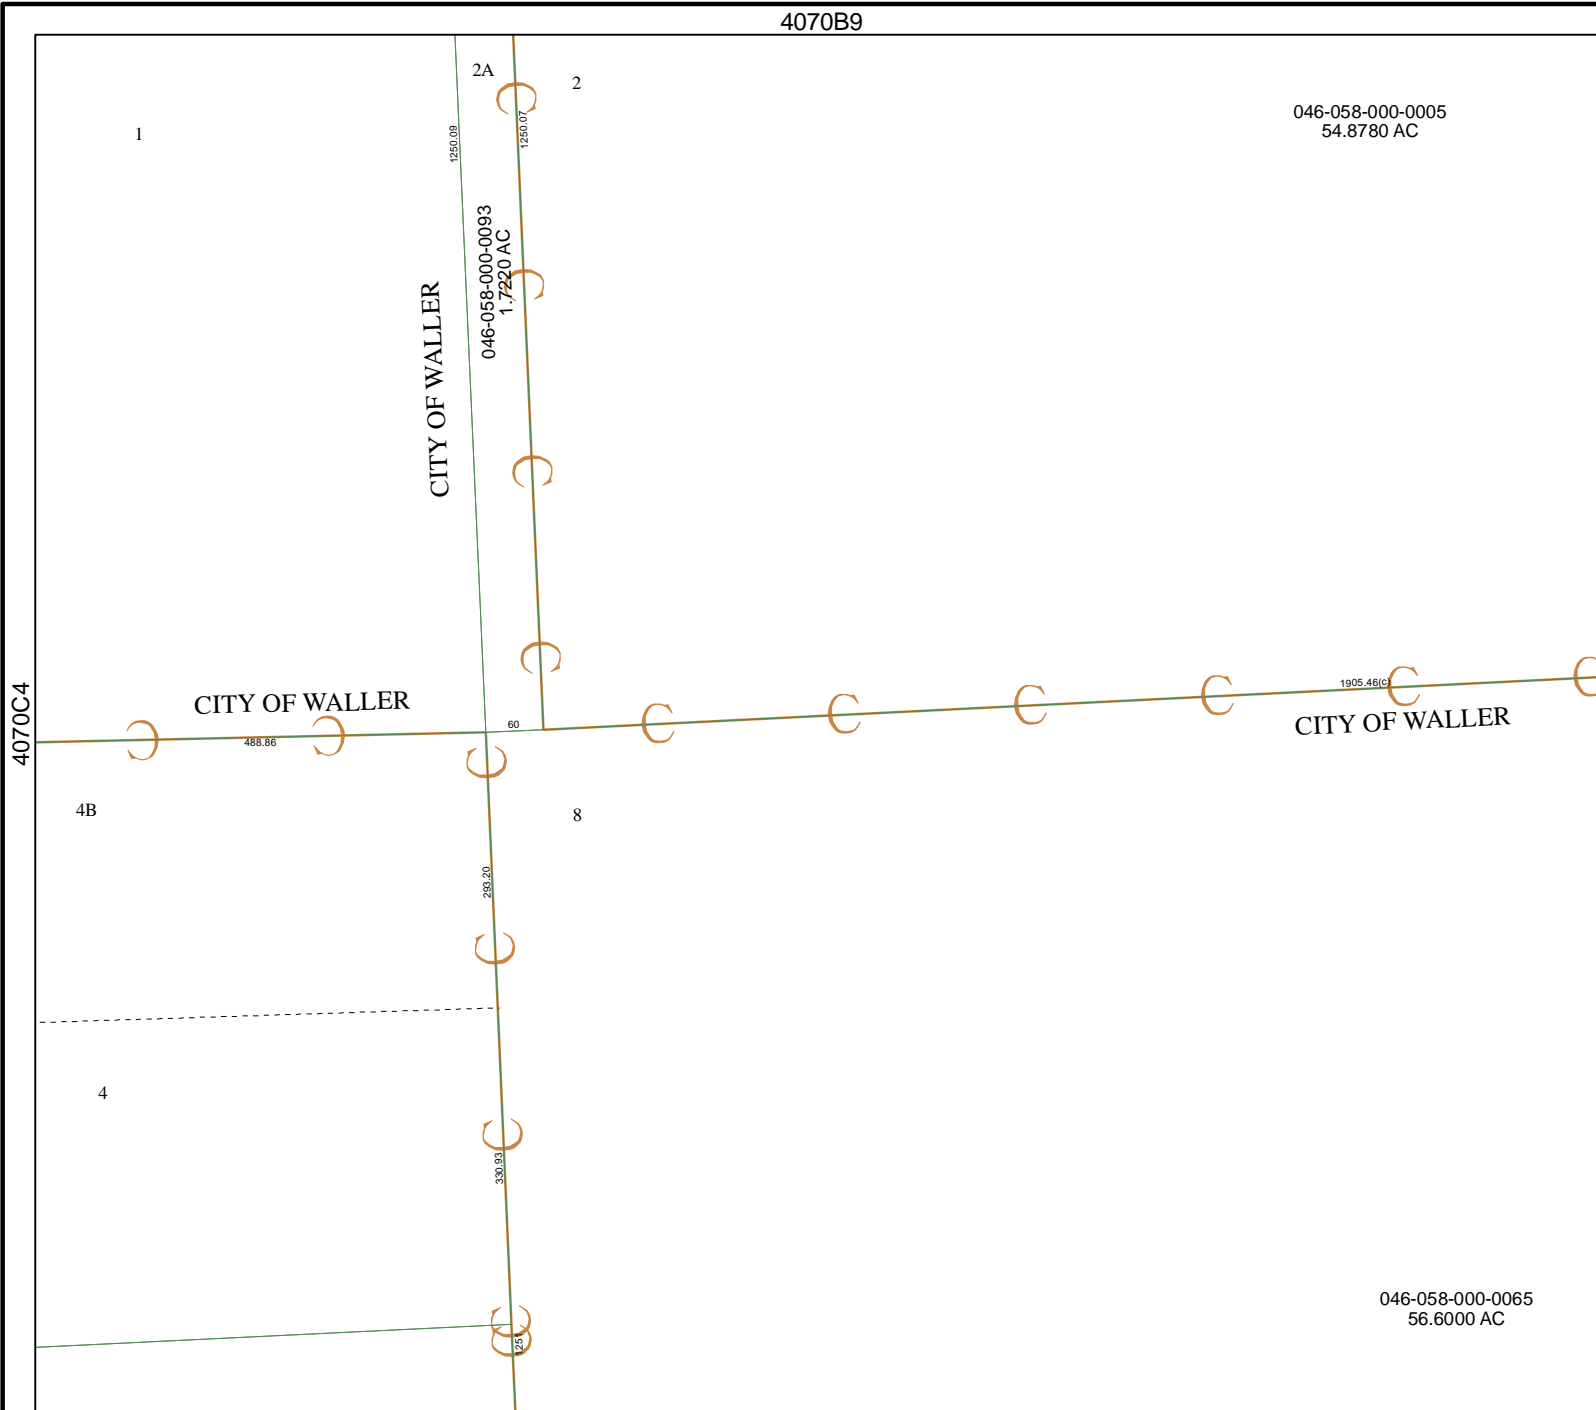 4070B9
2A
2
1
046-058-000-0005
54.8780 AC
1250.09
1250.07
046-058-000-0093
1.7220 AC
CITY OF WALLER
4070C4
CITY OF WALLER
60
1905.46(c)
CITY OF WALLER
488.86
4B
8
293.20
4
330.93
046-058-000-0065
56.6000 AC
1251